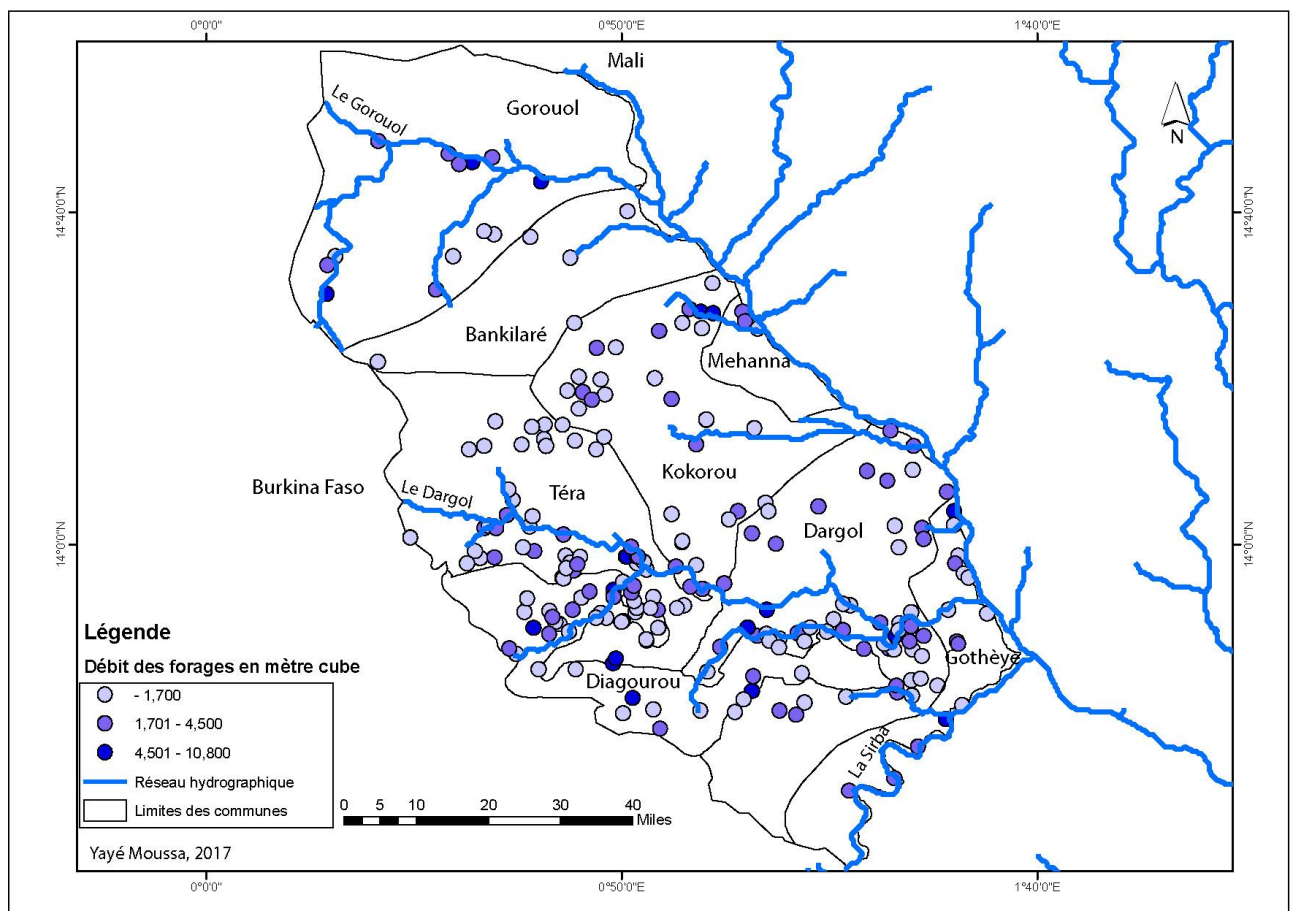 0°0'0"
0°50'0"E
1°40'0"E
Mali
Le Gorouol
Gorouol
N
14°40'0"N
14°40'0"N
Bankilaré
Mehanna
Kokorou
Burkina Faso
Le Dargol
Téra
Dargol
14°0'0"N
14°0'0"N
Gothèye
Diagourou
La Sirba
Légende
Débit des forages en mètre cube
- 1,700
1,701 - 4,500
4,501 - 10,800
Réseau hydrographique
Limites des communes
0 5 10 20 30 40
Miles
Yayé Moussa, 2017
0°0'0"
0°50'0"E
1°40'0"E